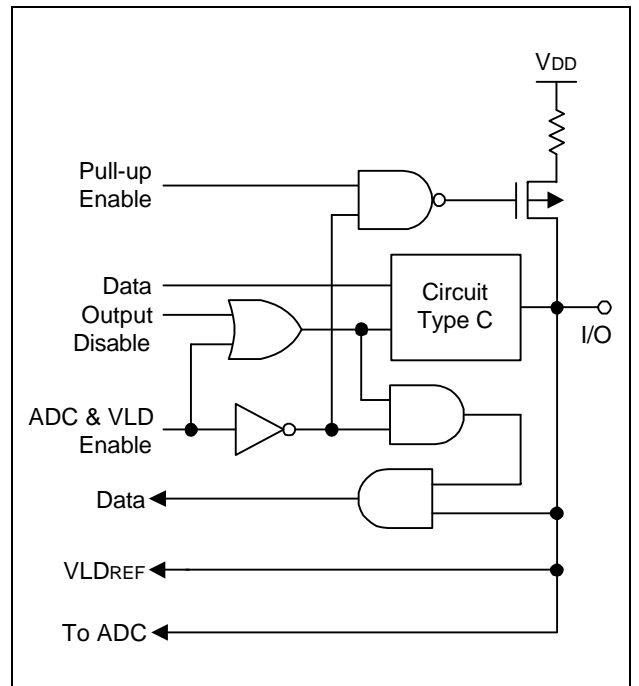 VDD
Pull-up
Enable
Data
Output
Disable
Circuit
Type C
I/O
ADC & VLD
Enable
Data
VLDREF
To ADC